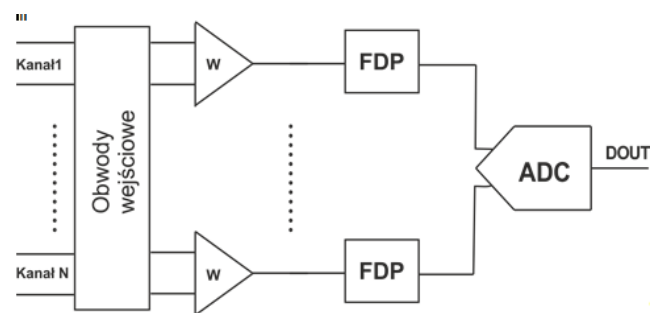 Kanał1
Obwody
wejściowe
W
FDP
ADC
DOUT
Kanał N
W
FDP